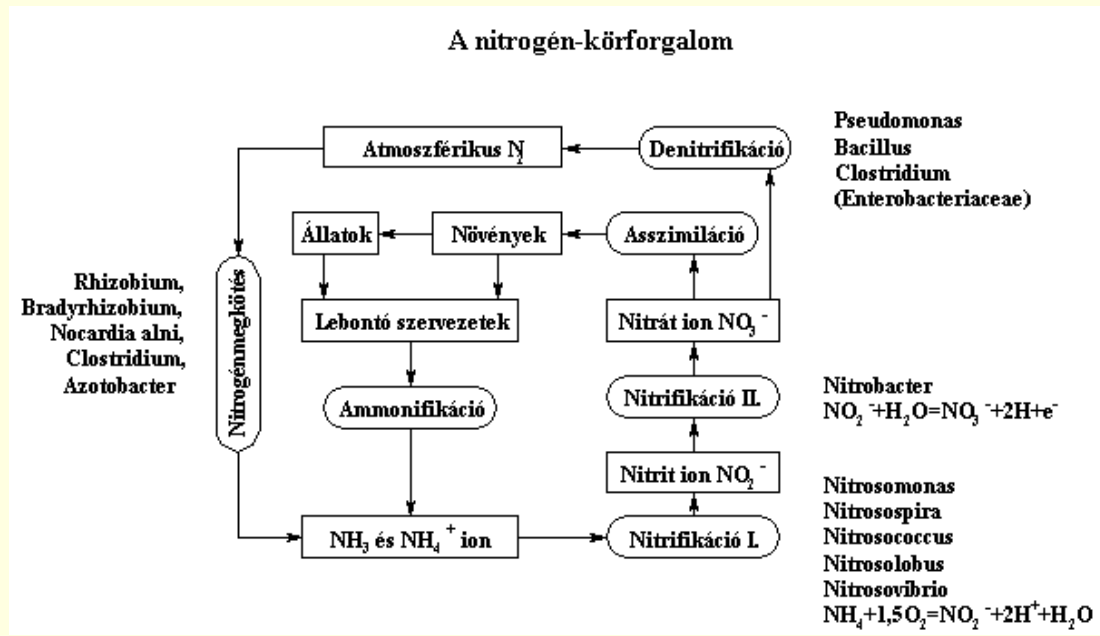 A nitrogén-körforgalom
Atmoszférikus N₂
Denitrifikáció
Pseudomonas
Bacillus
Clostridium
(Enterobacteriaceae)
Állatok
Növények
Asszimiláció
Rhizobium,
Bradyrhizobium,
Nocardia alni,
Clostridium,
Azotobacter
Nitrogénmegkötés
Lebontó szervezetek
Nitrát ion NO₃⁻
Ammonifikáció
Nitrifikáció II.
Nitrobacter
NO₂⁻+H₂O=NO₃⁻+2H+e⁻
Nitrit ion NO₂⁻
NH₃ és NH₄⁺ ion
Nitrifikáció I.
Nitrosomonas
Nitrosospira
Nitrosococcus
Nitrosolobus
Nitrosovibrio
NH₄+1,5O₂=NO₂⁻+2H⁺+H₂O